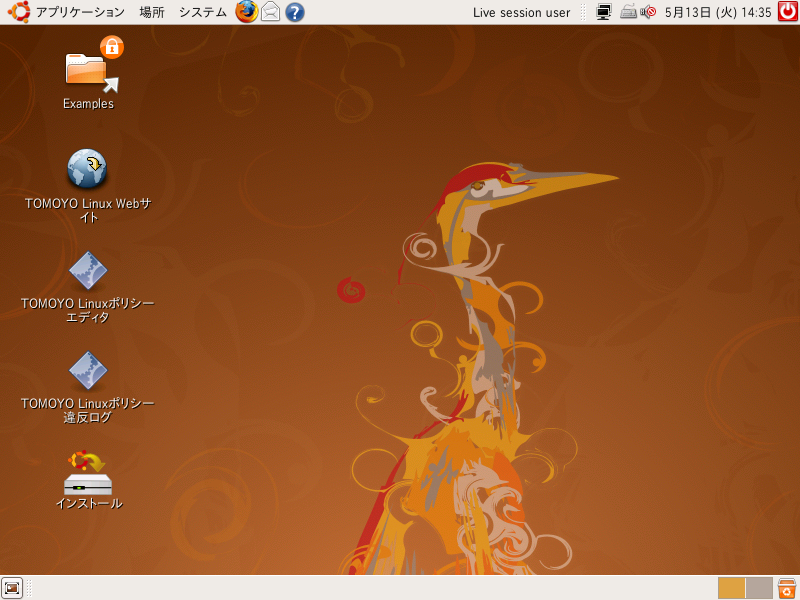 アプリケーション 場所 システム Live session user 5月13日 (火) 14:35
Examples
TOMOYO Linux Webサ
イト
TOMOYO Linuxポリシー
エディタ
TOMOYO Linuxポリシー
違反ログ
インストール